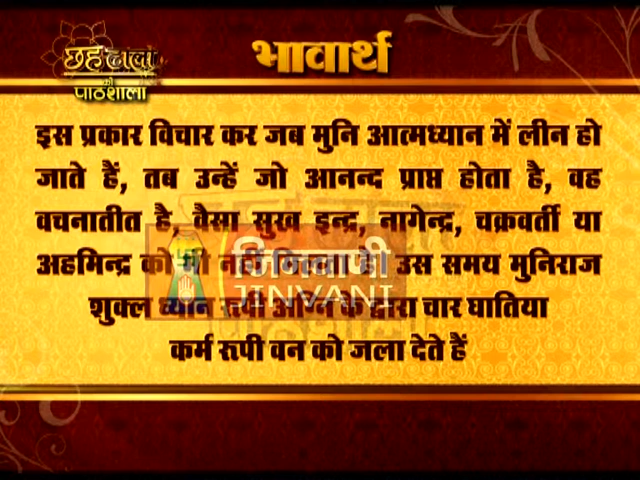 छहढाला
की
पाठशाला
भावार्थ
इस प्रकार विचार कर जब मुनि आत्मध्यान में लीन हो
जाते हैं, तब उन्हें जो आनन्द प्राप्त होता है, वह
वचनातीत है, वैसा सुख इन्द्र, नागेन्द्र, चक्रवर्ती या
अहमिन्द्र को भी नहीं मिलता है। उस समय मुनिराज
शुक्ल ध्यान रूपी अग्नि के द्वारा चार घातिया
कर्म रूपी वन को जला देते हैं
जिनवाणी
JINVANI